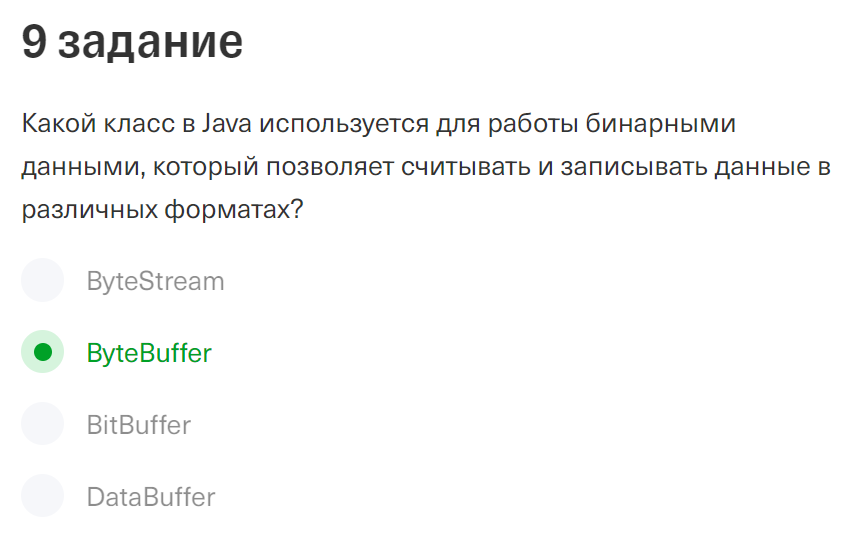 9 задание
Какой класс в Java используется для работы бинарными
данными, который позволяет считывать и записывать данные в
различных форматах?
ByteStream
ByteBuffer
BitBuffer
DataBuffer